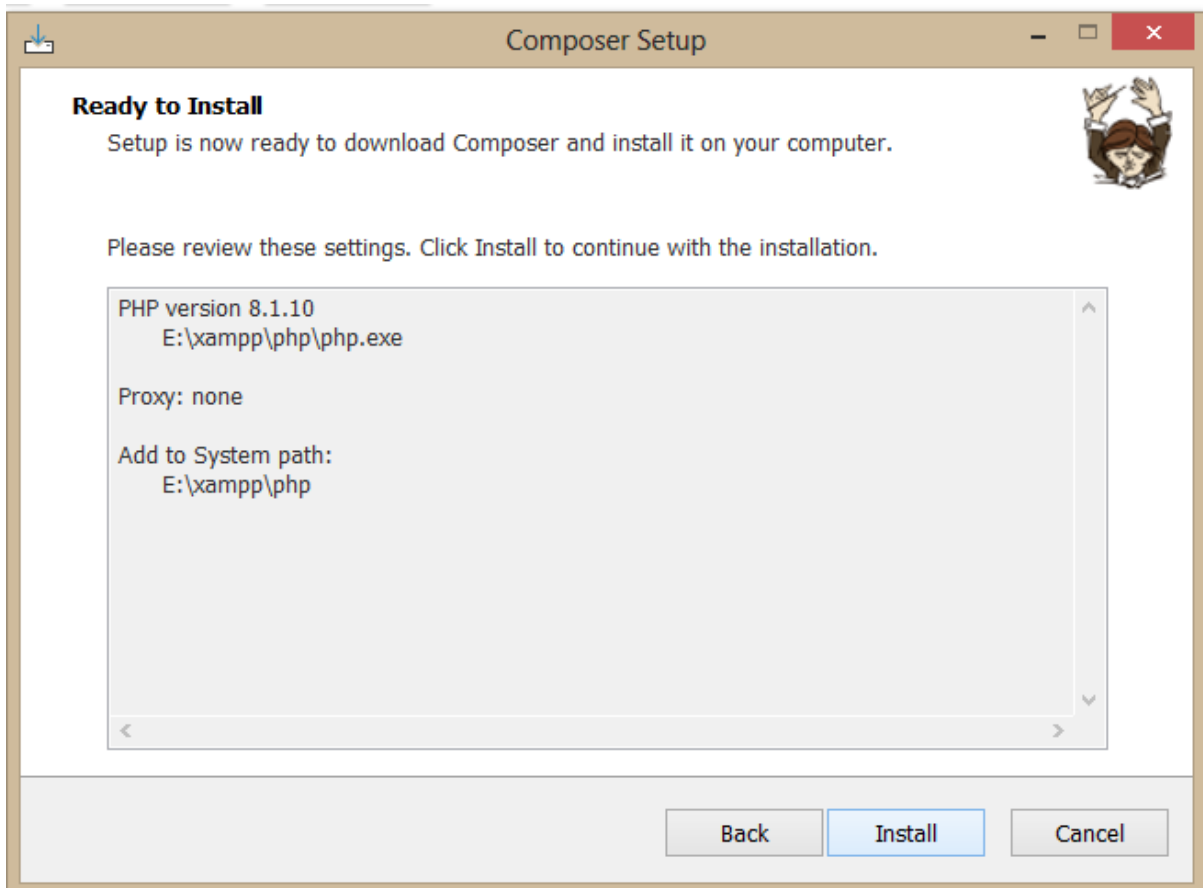 Composer Setup
Ready to Install
Setup is now ready to download Composer and install it on your computer.
Please review these settings. Click Install to continue with the installation.
PHP version 8.1.10
E:\xampp\php\php.exe
Proxy: none
Add to System path:
E:\xampp\php
Back
Install
Cancel